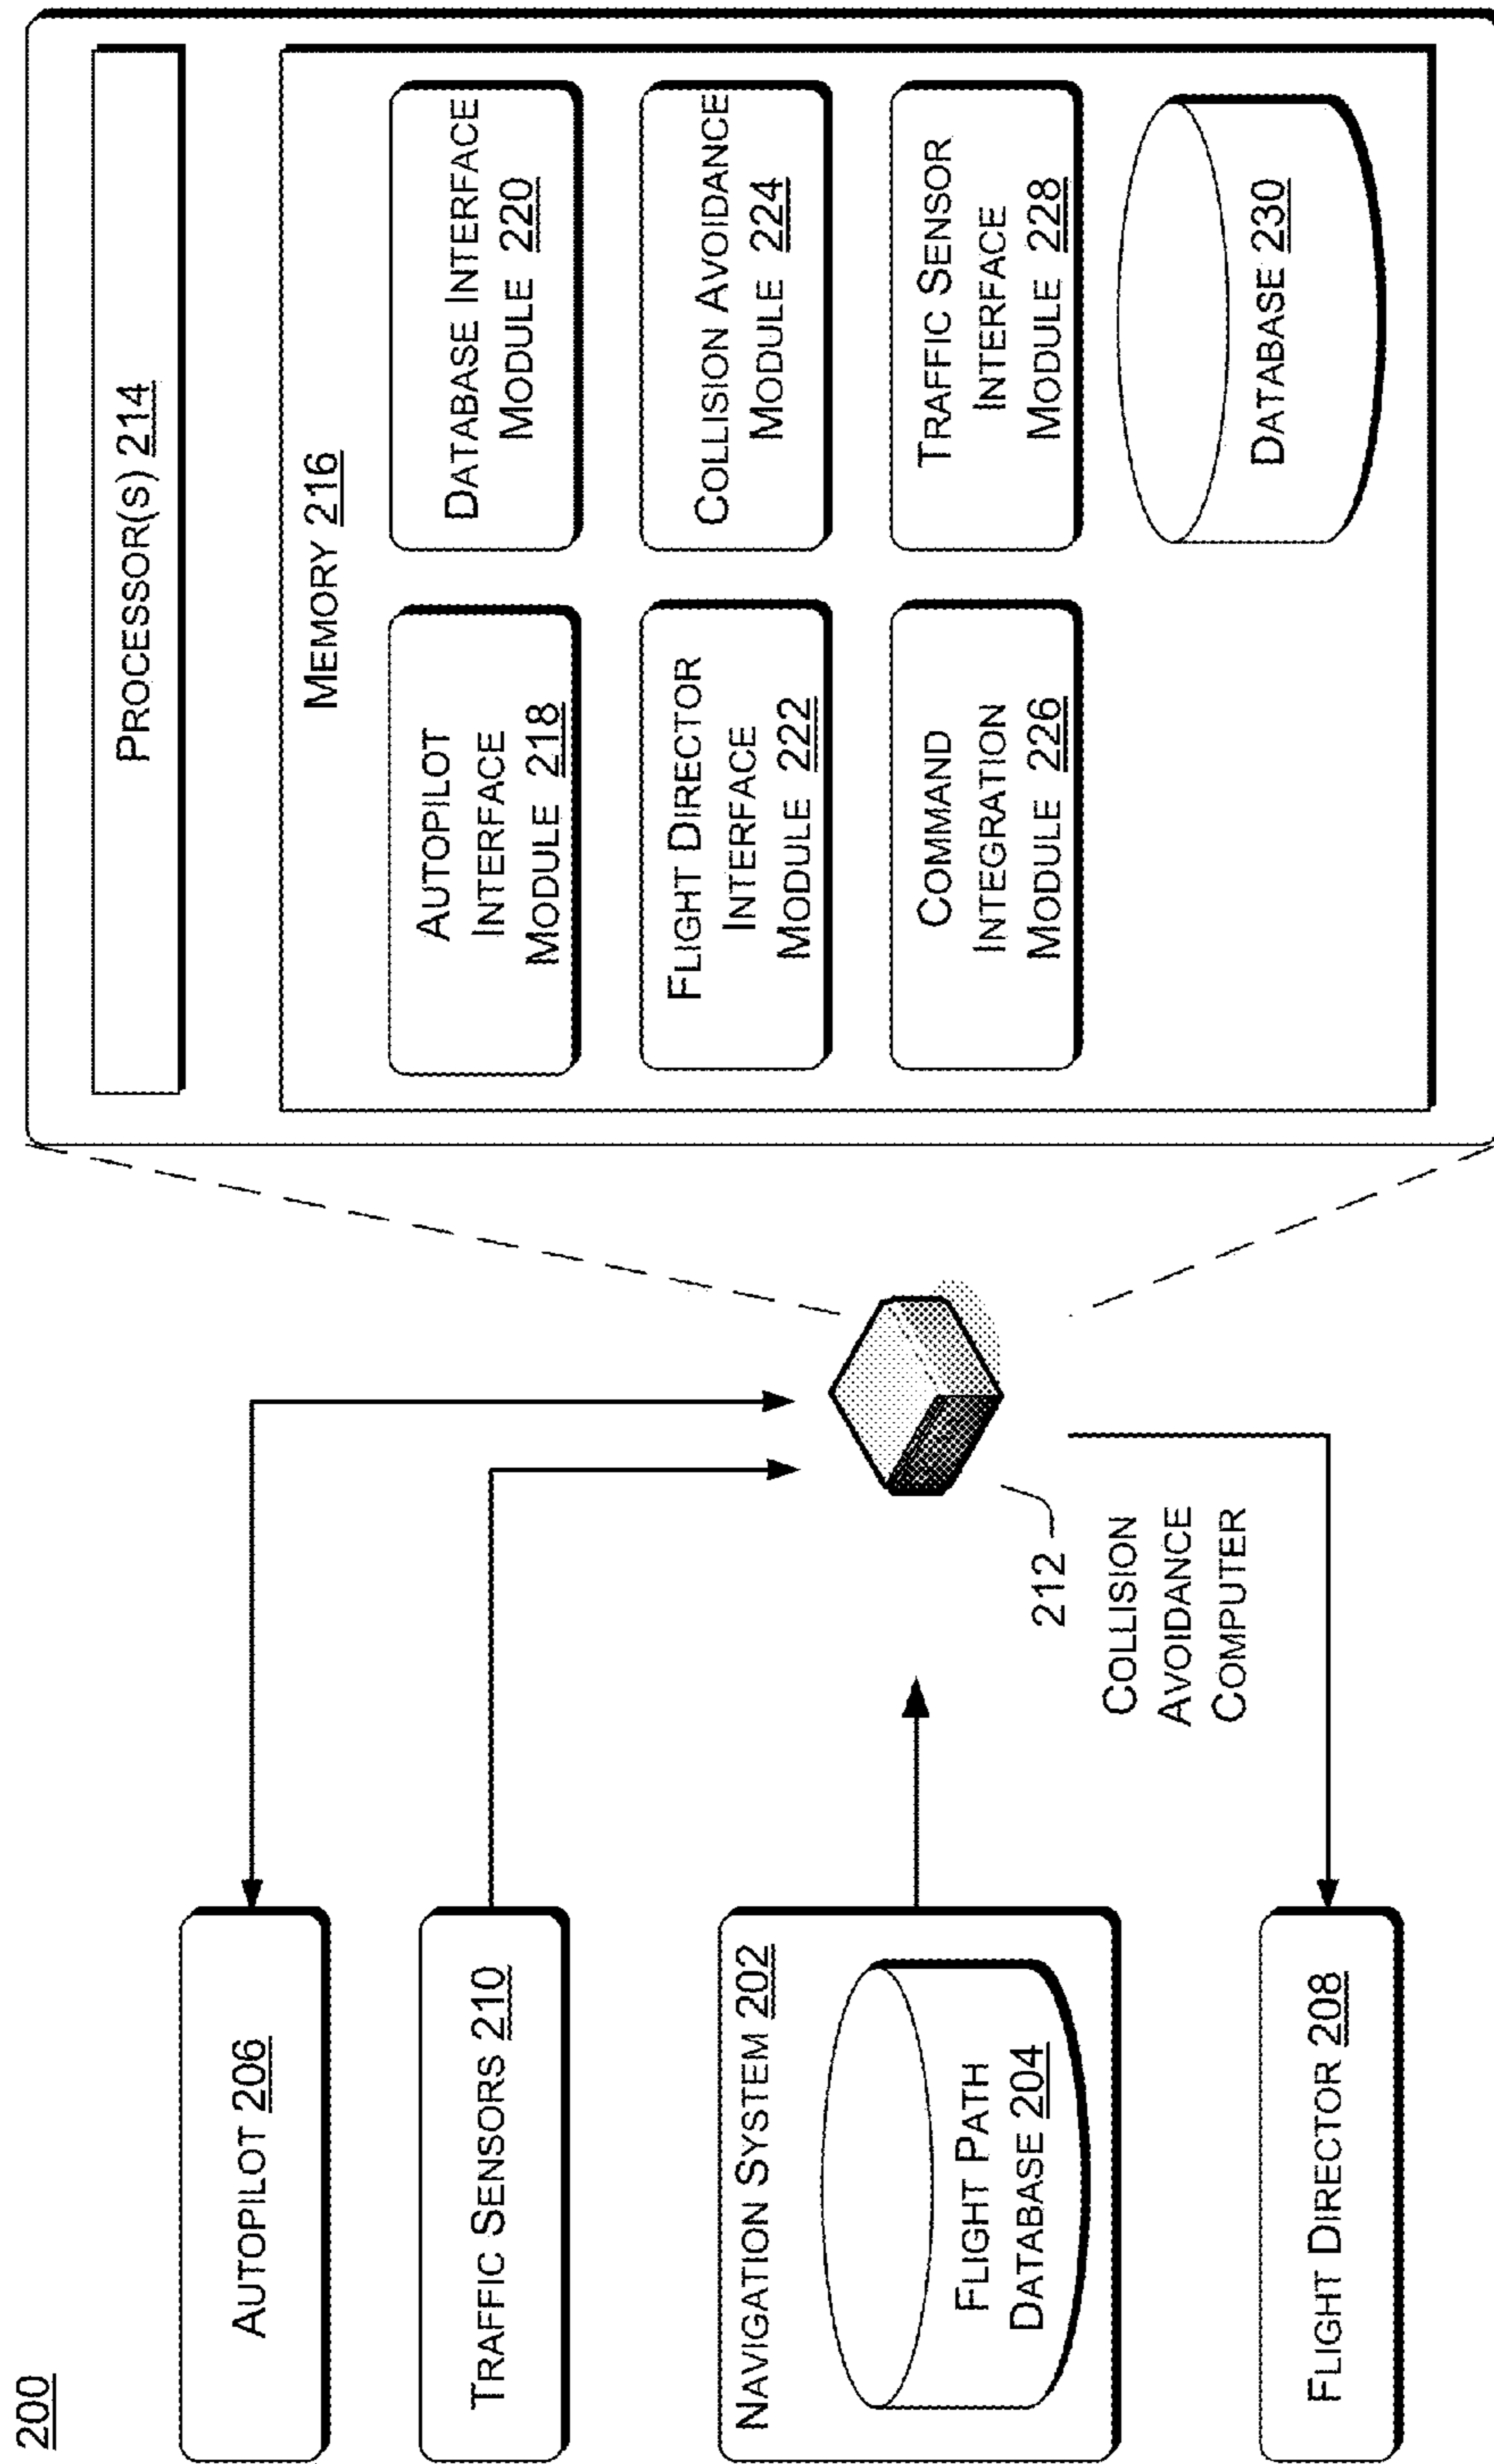 200
AUTOPILOT 206
TRAFFIC SENSORS 210
NAVIGATION SYSTEM 202
FLIGHT PATH
DATABASE 204
FLIGHT DIRECTOR 208
212
COLLISION
AVOIDANCE
COMPUTER
PROCESSOR(S) 214
MEMORY 216
AUTOPILOT
INTERFACE
MODULE 218
DATABASE INTERFACE
MODULE 220
FLIGHT DIRECTOR
INTERFACE
MODULE 222
COLLISION AVOIDANCE
MODULE 224
COMMAND
INTEGRATION
MODULE 226
TRAFFIC SENSOR
INTERFACE
MODULE 228
DATABASE 230